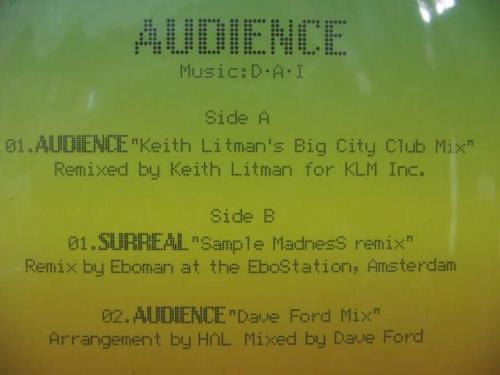 AUDIENCE
Music:D·A·I
Side A
01.AUDIENCE "Keith Litman's Big City Club Mix"
Remixed by Keith Litman for KLM Inc.
Side B
01.SURREAL "Sample MadnesS remix"
Remix by Eboman at the EboStation, Amsterdam
02.AUDIENCE "Dave Ford Mix"
Arrangement by HΛL Mixed by Dave Ford